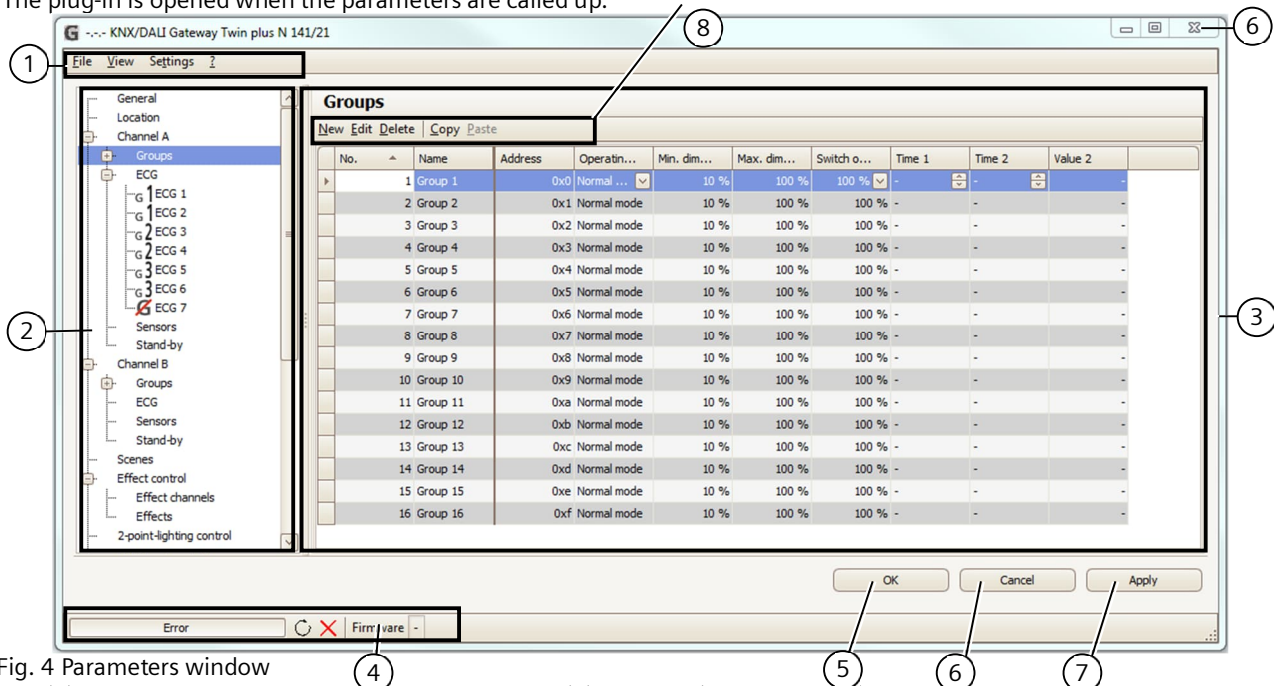 The plug-in is opened when the parameters are called up.
8
G -.-.- KNX/DALI Gateway Twin plus N 141/21
6
1
File View Settings ?
General
Location
Channel A
Groups
ECG
G 1 ECG 1
G 1 ECG 2
G 2 ECG 3
G 2 ECG 4
G 3 ECG 5
G 3 ECG 6
G ECG 7
Sensors
Stand-by
Channel B
Groups
ECG
Sensors
Stand-by
Scenes
Effect control
Effect channels
Effects
2-point-lighting control
2
Groups
New Edit Delete Copy Paste
No. Name Address Operatin... Min. dim... Max. dim... Switch o... Time 1 Time 2 Value 2
1 Group 1 0x0 Normal ... 10 % 100 % 100 % - - -
2 Group 2 0x1 Normal mode 10 % 100 % 100 % - - -
3 Group 3 0x2 Normal mode 10 % 100 % 100 % - - -
4 Group 4 0x3 Normal mode 10 % 100 % 100 % - - -
5 Group 5 0x4 Normal mode 10 % 100 % 100 % - - -
6 Group 6 0x5 Normal mode 10 % 100 % 100 % - - -
7 Group 7 0x6 Normal mode 10 % 100 % 100 % - - -
8 Group 8 0x7 Normal mode 10 % 100 % 100 % - - -
9 Group 9 0x8 Normal mode 10 % 100 % 100 % - - -
10 Group 10 0x9 Normal mode 10 % 100 % 100 % - - -
11 Group 11 0xa Normal mode 10 % 100 % 100 % - - -
12 Group 12 0xb Normal mode 10 % 100 % 100 % - - -
13 Group 13 0xc Normal mode 10 % 100 % 100 % - - -
14 Group 14 0xd Normal mode 10 % 100 % 100 % - - -
15 Group 15 0xe Normal mode 10 % 100 % 100 % - - -
16 Group 16 0xf Normal mode 10 % 100 % 100 % - - -
3
OK Cancel Apply
Error Firmware -
Fig. 4 Parameters window
4 5 6 7